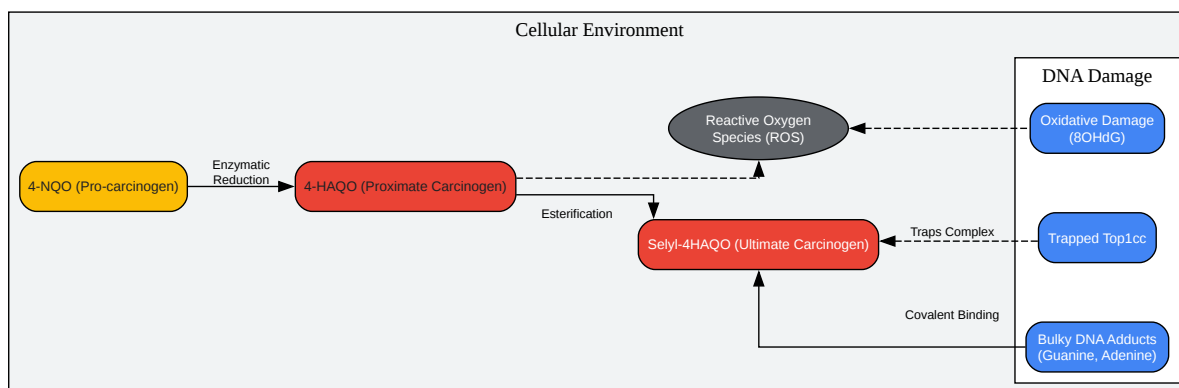 Cellular Environment
DNA Damage
Reactive Oxygen
Species (ROS)
Oxidative Damage
(8OHdG)
4-NQO (Pro-carcinogen)
Enzymatic
Reduction
4-HAQO (Proximate Carcinogen)
Esterification
Selyl-4HAQO (Ultimate Carcinogen)
Traps Complex
Trapped Top1cc
Covalent Binding
Bulky DNA Adducts
(Guanine, Adenine)